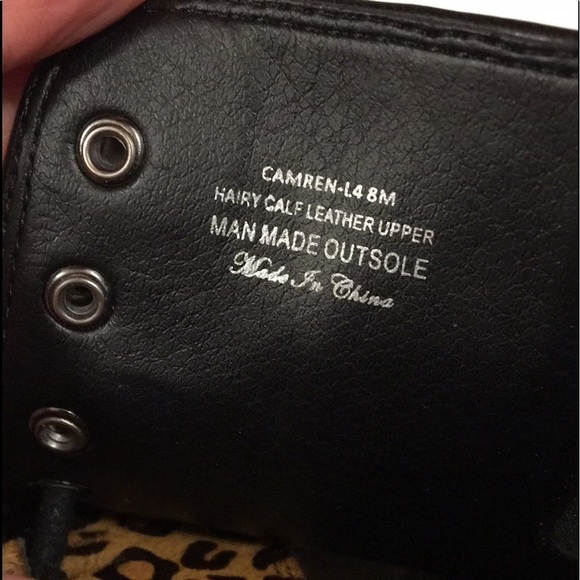 CAMREN-L4 8M
HAIRY CALF LEATHER UPPER
MAN MADE OUTSOLE
Made In China